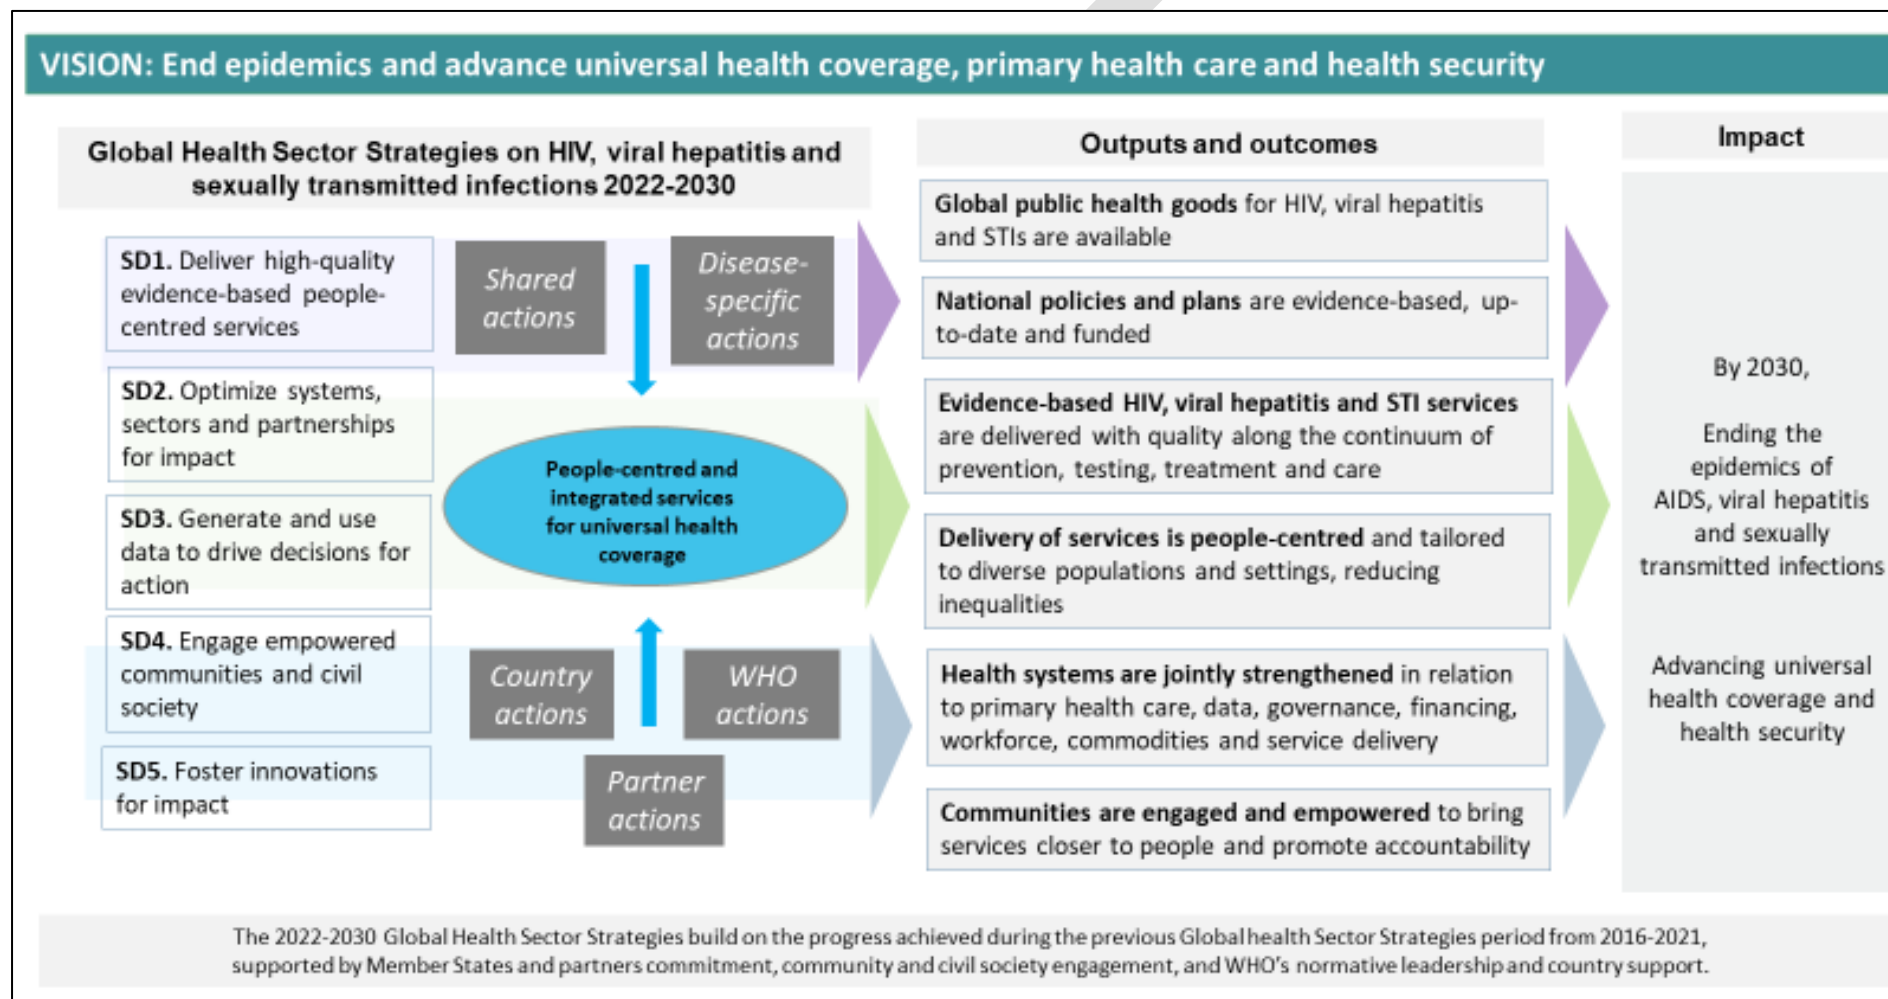 VISION: End epidemics and advance universal health coverage, primary health care and health security
Global Health Sector Strategies on HIV, viral hepatitis and
sexually transmitted infections 2022-2030
SD1. Deliver high-quality
evidence-based people-
centred services
SD2. Optimize systems,
sectors and partnerships
for impact
SD3. Generate and use
data to drive decisions for
action
SD4. Engage empowered
communities and civil
society
SD5. Foster innovations
for impact
Shared
actions
Disease-
specific
actions
People-centred and
integrated services
for universal health
coverage
Country
actions
WHO
actions
Partner
actions
Outputs and outcomes
Global public health goods for HIV, viral hepatitis
and STIs are available
National policies and plans are evidence-based, up-
to-date and funded
Evidence-based HIV, viral hepatitis and STI services
are delivered with quality along the continuum of
prevention, testing, treatment and care
Delivery of services is people-centred and tailored
to diverse populations and settings, reducing
inequalities
Health systems are jointly strengthened in relation
to primary health care, data, governance, financing,
workforce, commodities and service delivery
Communities are engaged and empowered to bring
services closer to people and promote accountability
Impact
By 2030,
Ending the
epidemics of
AIDS, viral hepatitis
and sexually
transmitted infections
Advancing universal
health coverage and
health security
The 2022-2030 Global Health Sector Strategies build on the progress achieved during the previous Global health Sector Strategies period from 2016-2021,
supported by Member States and partners commitment, community and civil society engagement, and WHO's normative leadership and country support.